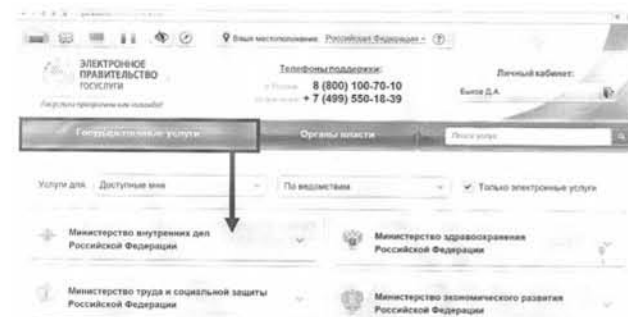 Ваше местоположение: Российская Федерация
ЭЛЕКТРОННОЕ
ПРАВИТЕЛЬСТВО
ГОСУСЛУГИ
Телефоны поддержки:
8 (800) 100-70-10
+ 7 (499) 550-18-39
Личный кабинет:
Быков Д.А.
Государственные услуги
Органы власти
Поиск услуг
Услуги для: Доступные мне
По ведомствам
Только электронные услуги
Министерство внутренних дел
Российской Федерации
Министерство здравоохранения
Российской Федерации
Министерство труда и социальной защиты
Российской Федерации
Министерство экономического развития
Российской Федерации